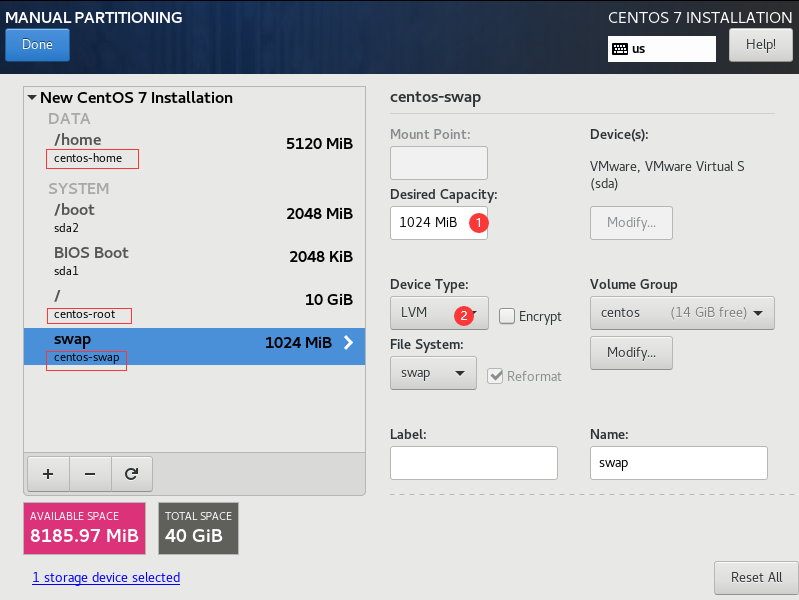 MANUAL PARTITIONING
CENTOS 7 INSTALLATION
Done
us
Help!
New CentOS 7 Installation
DATA
/home
5120 MiB
centos-home
SYSTEM
/boot
2048 MiB
sda2
BIOS Boot
2048 KiB
sda1
/
10 GiB
centos-root
swap
1024 MiB
centos-swap
+ −
AVAILABLE SPACE
8185.97 MiB
TOTAL SPACE
40 GiB
1 storage device selected
centos-swap
Mount Point:
Desired Capacity:
1024 MiB 1
Device(s):
VMware, VMware Virtual S
(sda)
Modify...
Device Type:
LVM 2
Encrypt
Volume Group
centos (14 GiB free)
Modify...
File System:
swap
Reformat
Label:
Name:
swap
Reset All